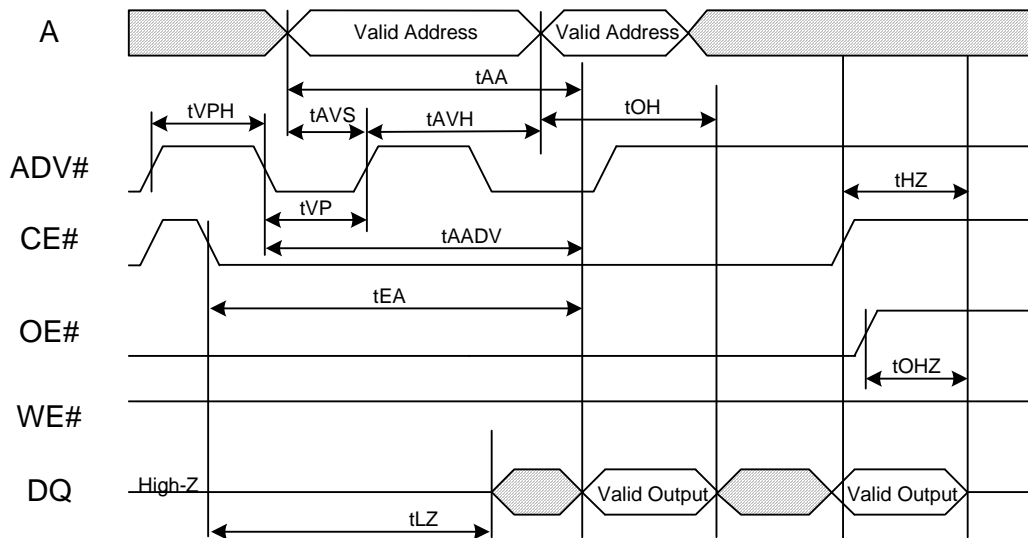 A
Valid Address
Valid Address
tAA
tVPH
tAVS
tAVH
tOH
ADV#
tVP
tHZ
CE#
tAADV
tEA
OE#
tOHZ
WE#
DQ
High-Z
Valid Output
Valid Output
tLZ